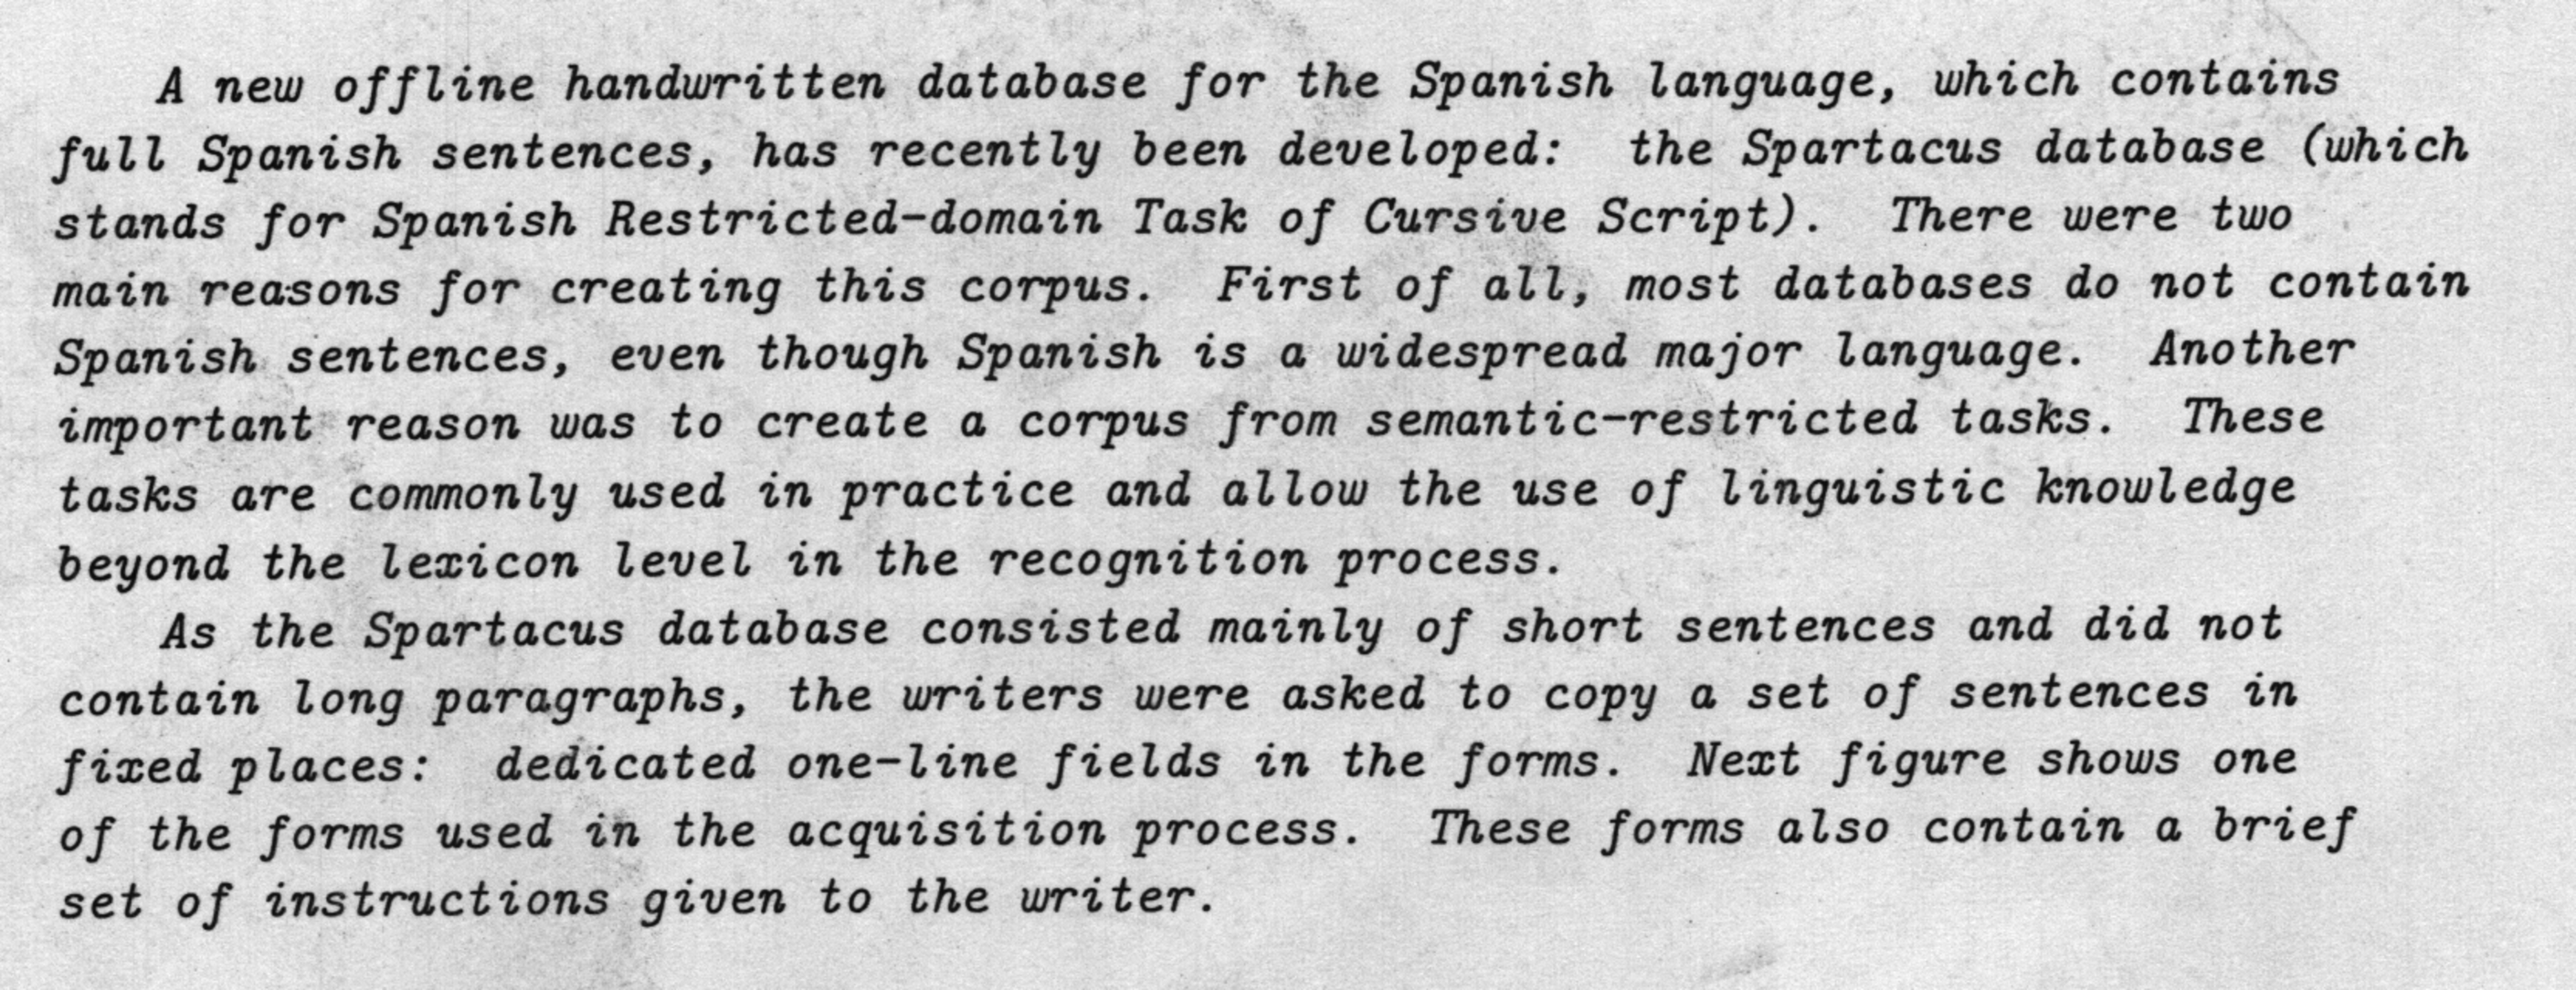 A new offline handwritten database for the Spanish language, which contains
full Spanish sentences, has recently been developed: the Spartacus database (which
stands for Spanish Restricted-domain Task of Cursive Script). There were two
main reasons for creating this corpus. First of all, most databases do not contain
Spanish sentences, even though Spanish is a widespread major language. Another
important reason was to create a corpus from semantic-restricted tasks. These
tasks are commonly used in practice and allow the use of linguistic knowledge
beyond the lexicon level in the recognition process.
As the Spartacus database consisted mainly of short sentences and did not
contain long paragraphs, the writers were asked to copy a set of sentences in
fixed places: dedicated one-line fields in the forms. Next figure shows one
of the forms used in the acquisition process. These forms also contain a brief
set of instructions given to the writer.